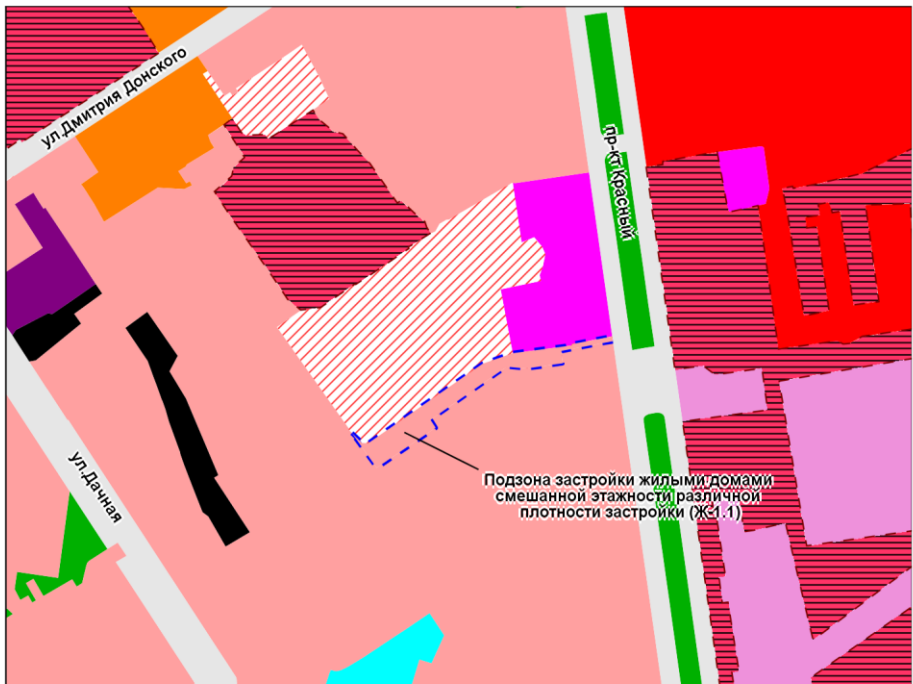 ул.Дмитрия Донского
пр-кт Красный
ул.Дачная
Подзона застройки жилыми домами
смешанной этажности различной
плотности застройки (Ж-1.1)